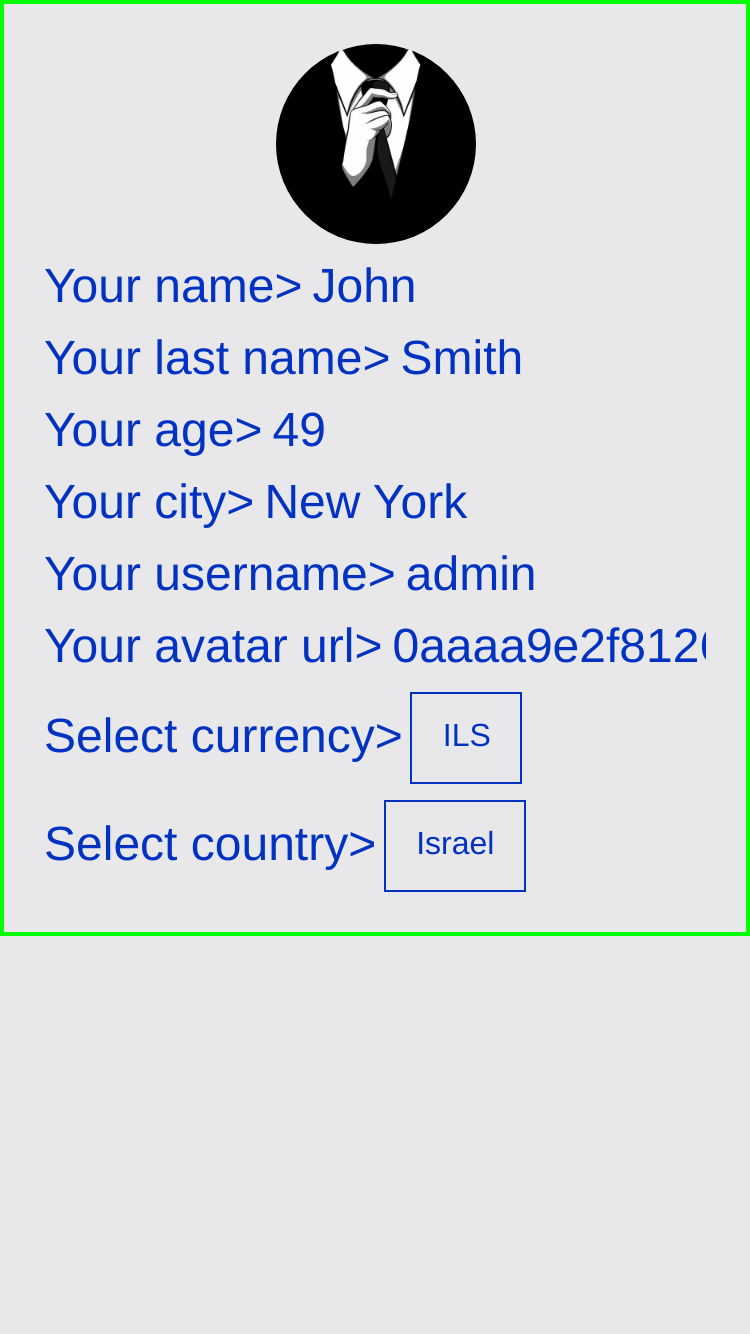 Your name> John
Your last name> Smith
Your age> 49
Your city> New York
Your username> admin
Your avatar url> 0aaaa9e2f812
Select currency> ILS
Select country> Israel